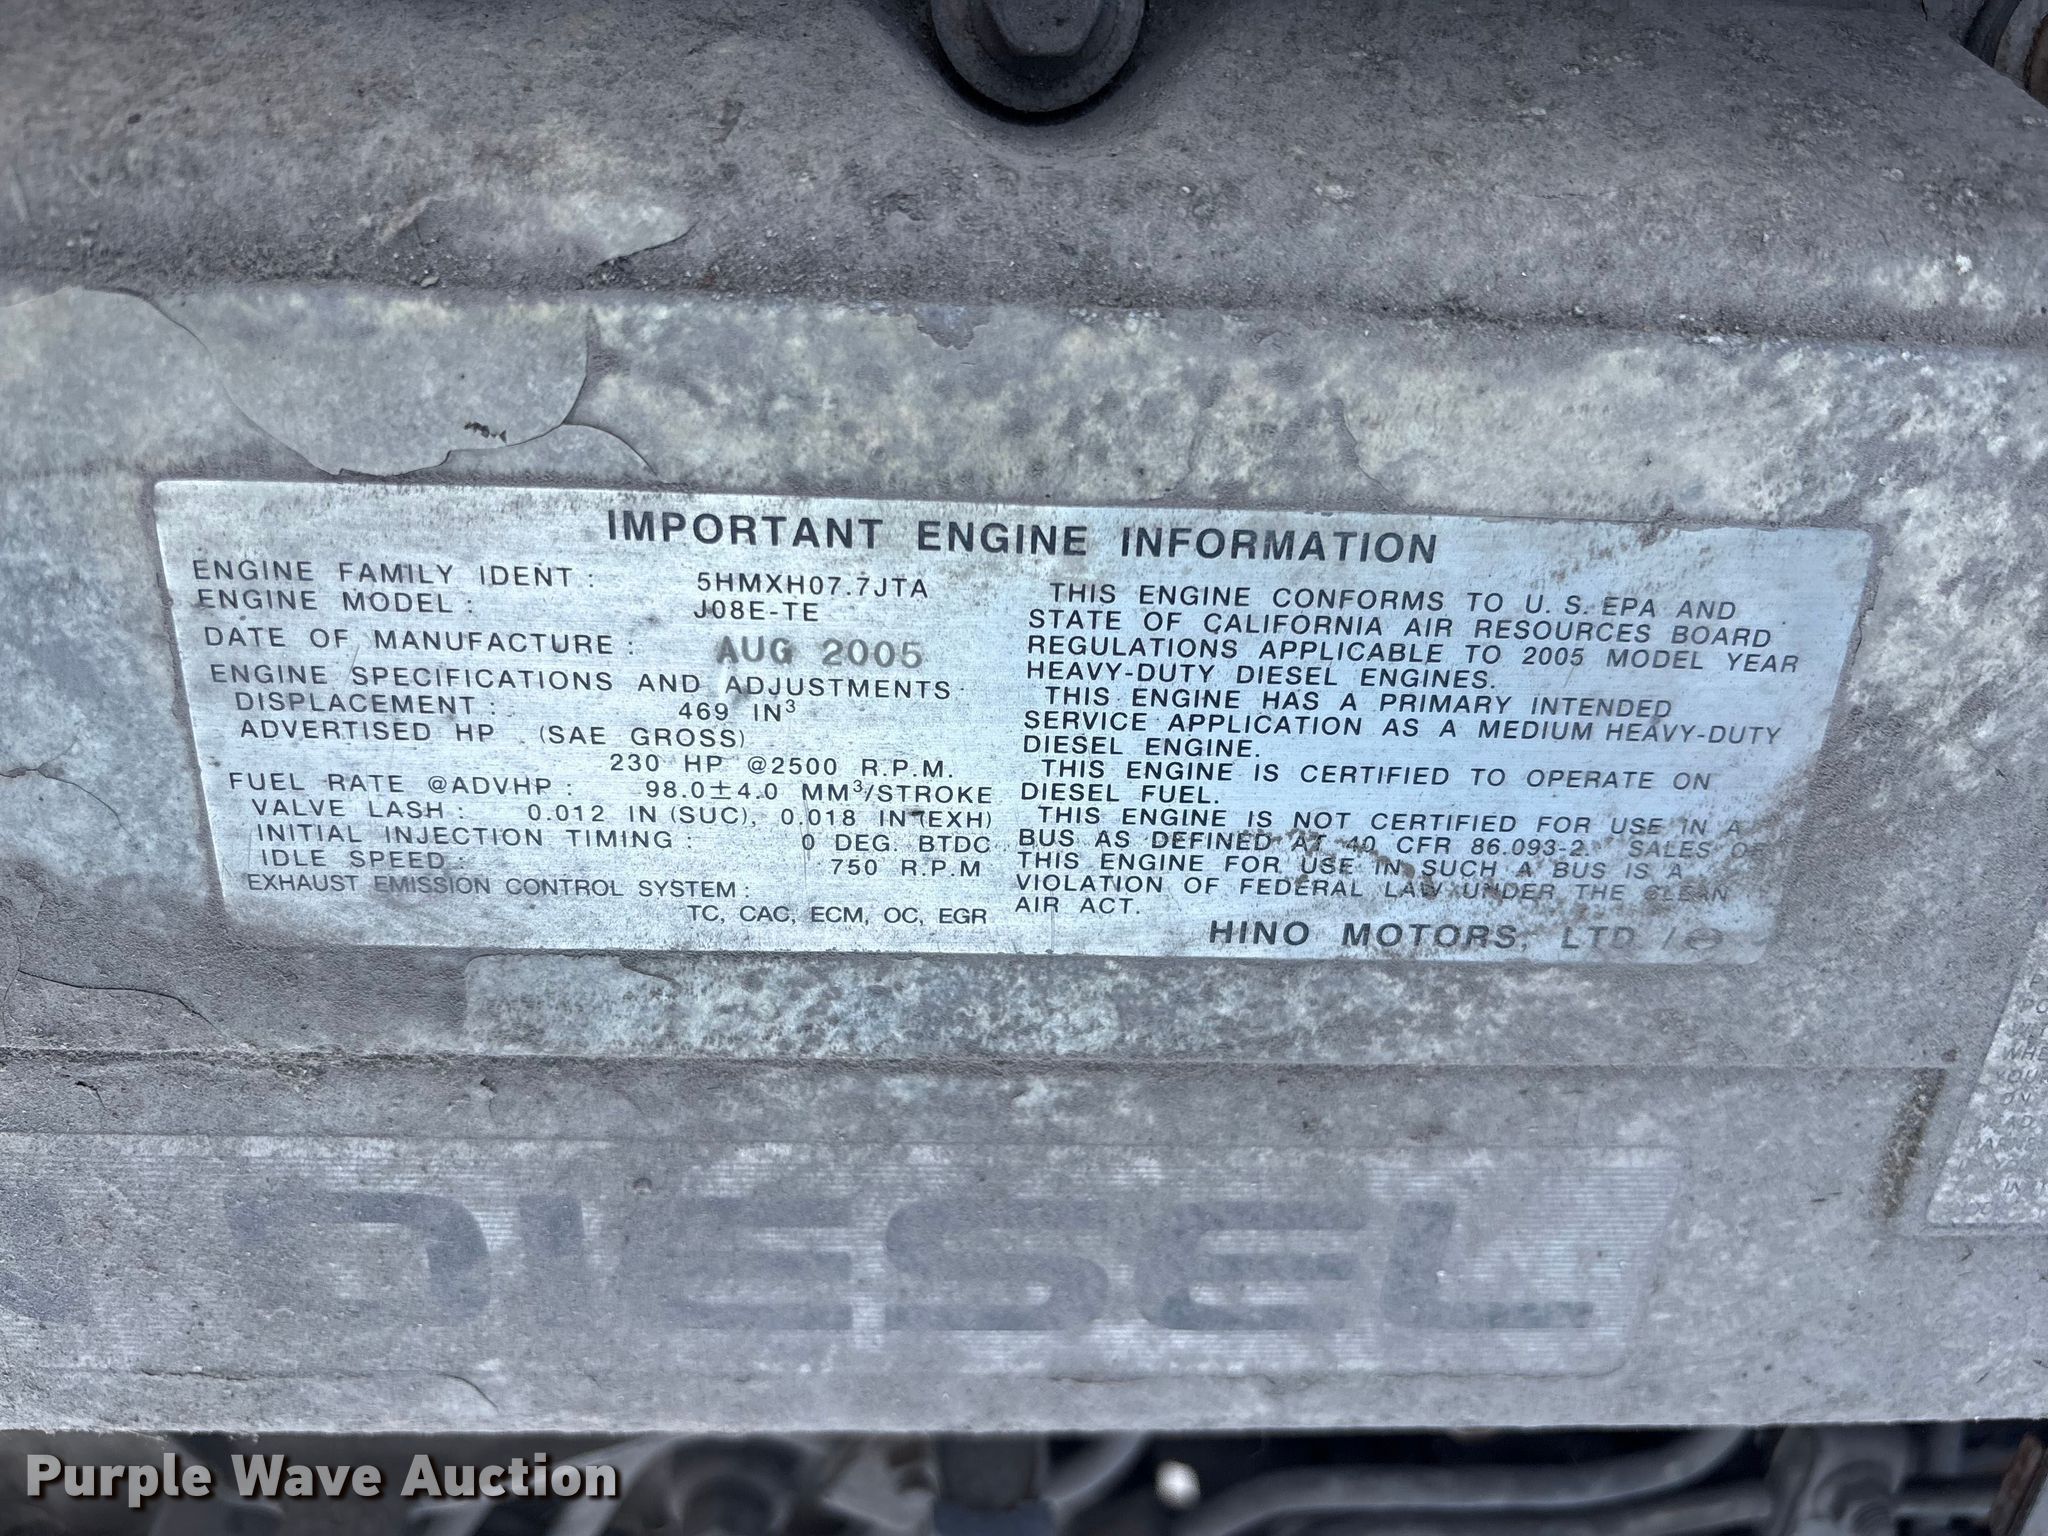 IMPORTANT ENGINE INFORMATION
ENGINE FAMILY IDENT: 5HMXH07.7JTA
ENGINE MODEL: J08E-TE
DATE OF MANUFACTURE: AUG 2005
ENGINE SPECIFICATIONS AND ADJUSTMENTS
DISPLACEMENT: 469 IN³
ADVERTISED HP (SAE GROSS)
230 HP @2500 R.P.M.
FUEL RATE @ADVHP: 98.0±4.0 MM³/STROKE
VALVE LASH: 0.012 IN(SUC), 0.018 IN(EXH)
INITIAL INJECTION TIMING: 0 DEG. BTDC
IDLE SPEED: 750 R.P.M
EXHAUST EMISSION CONTROL SYSTEM:
TC, CAC, ECM, OC, EGR
THIS ENGINE CONFORMS TO U.S. EPA AND
STATE OF CALIFORNIA AIR RESOURCES BOARD
REGULATIONS APPLICABLE TO 2005 MODEL YEAR
HEAVY-DUTY DIESEL ENGINES.
THIS ENGINE HAS A PRIMARY INTENDED
SERVICE APPLICATION AS A MEDIUM HEAVY-DUTY
DIESEL ENGINE.
THIS ENGINE IS CERTIFIED TO OPERATE ON
DIESEL FUEL.
THIS ENGINE IS NOT CERTIFIED FOR USE IN A
BUS AS DEFINED AT 40 CFR 86.093-2. SALES OF
THIS ENGINE FOR USE IN SUCH A BUS IS A
VIOLATION OF FEDERAL LAW UNDER THE CLEAN
AIR ACT.
HINO MOTORS, LTD
DIESEL
Purple Wave Auction